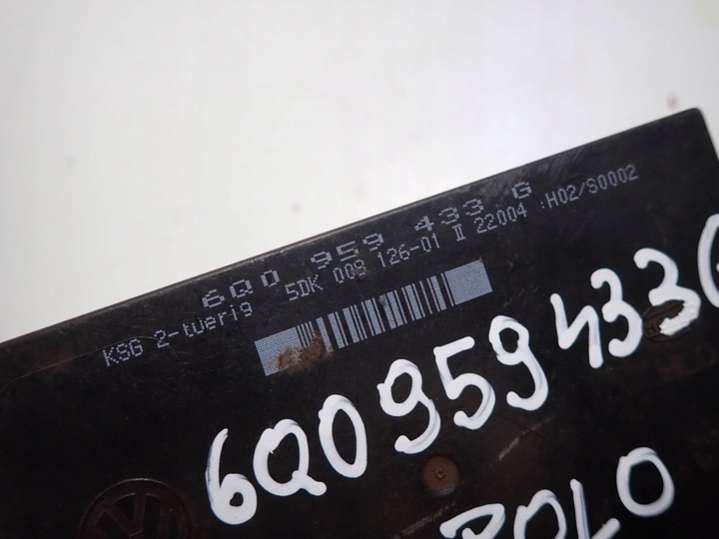 6Q0 959 433 G
KSG 2-tuerig 5DK 008 126-01 II 22004 :H02/S0002
6Q0959433G
POLO